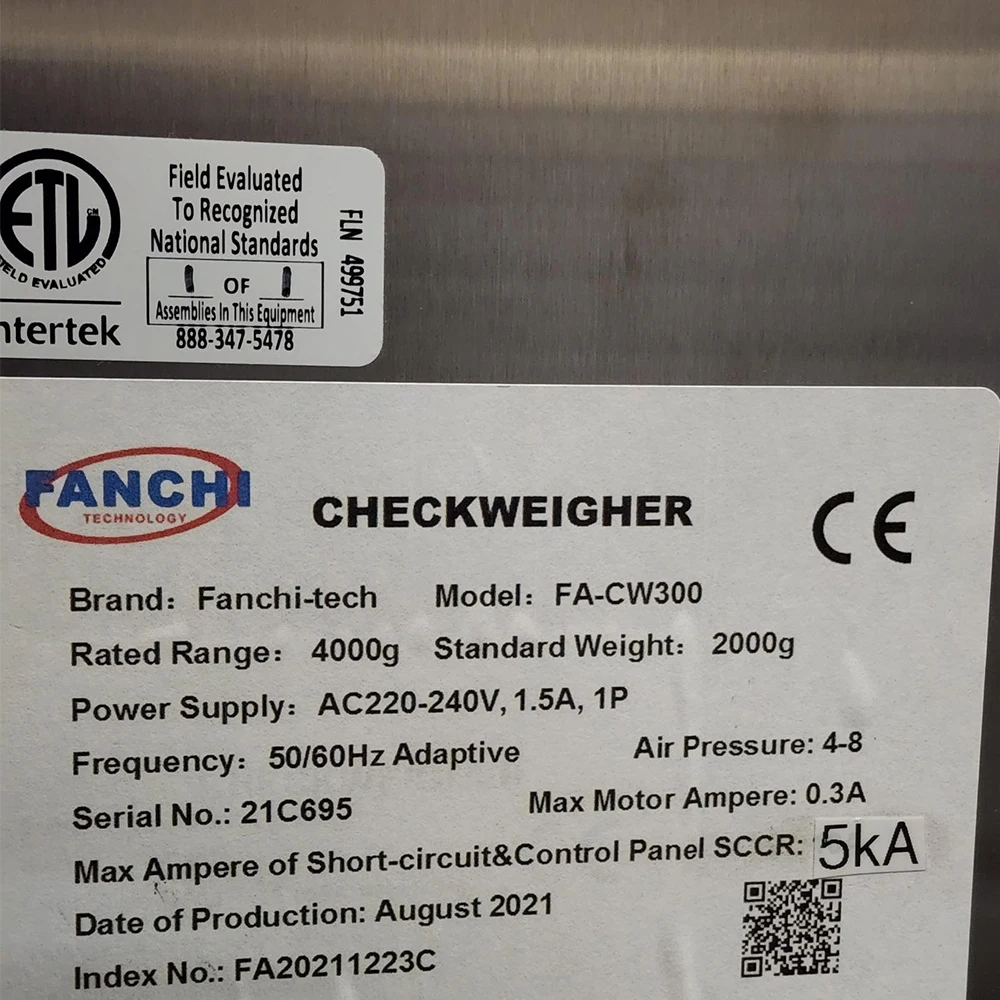 ETL
CM
FIELD EVALUATED
Intertek
Field Evaluated
To Recognized
National Standards
1 OF 1
Assemblies In This Equipment
888-347-5478
FLN 499751
FANCHI
TECHNOLOGY
CHECKWEIGHER
CE
Brand: Fanchi-tech Model: FA-CW300
Rated Range: 4000g Standard Weight: 2000g
Power Supply: AC220-240V, 1.5A, 1P
Frequency: 50/60Hz Adaptive Air Pressure: 4-8
Serial No.: 21C695 Max Motor Ampere: 0.3A
Max Ampere of Short-circuit&Control Panel SCCR: 5kA
Date of Production: August 2021
Index No.: FA20211223C